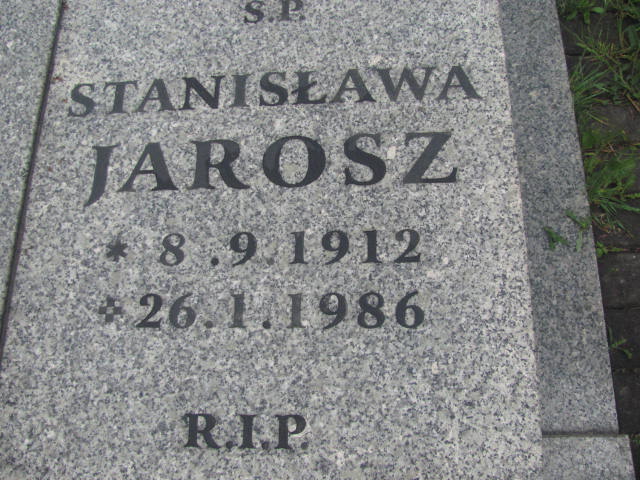 Ś.P.
STANISŁAWA
JAROSZ
* 8.9.1912
+ 26.1.1986
R.I.P.